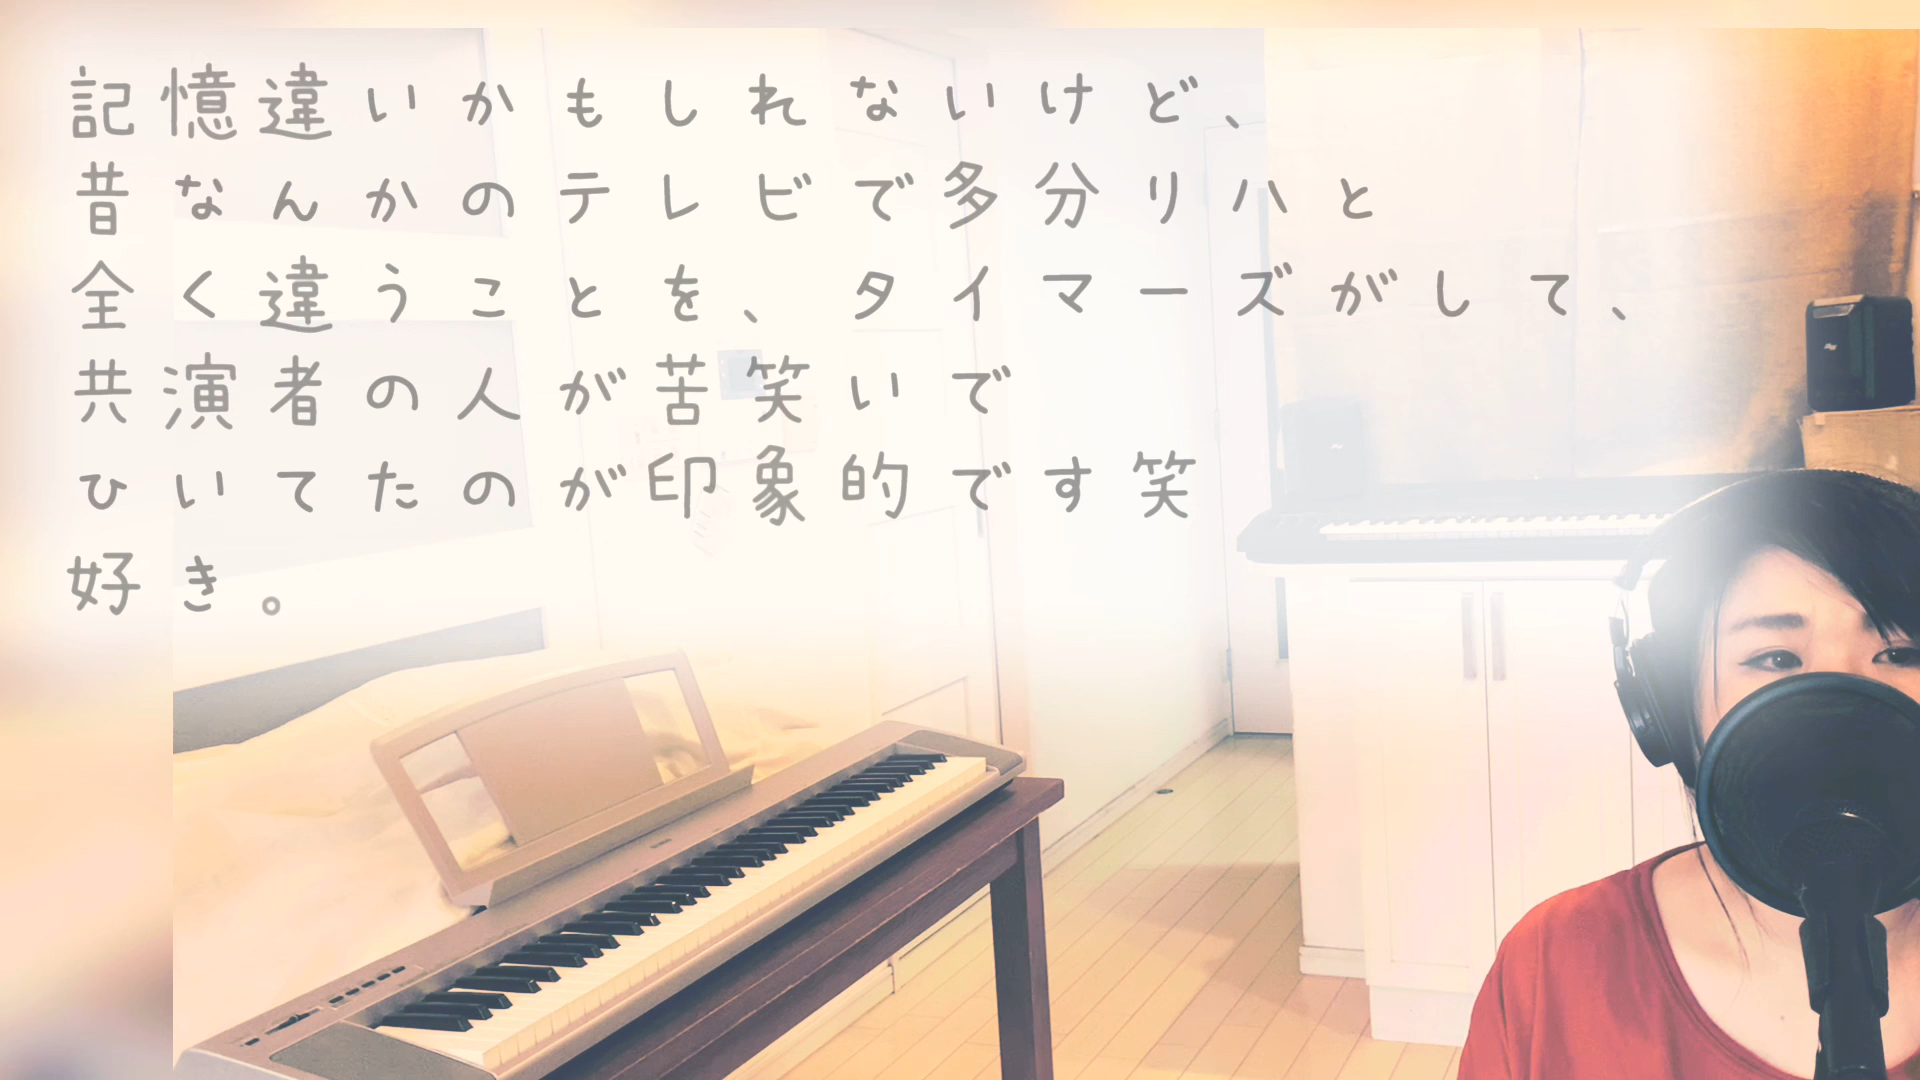 記憶違いかもしれないけど、
昔なんかのテレビで多分リハと
全く違うことを、タイマーズがして、
共演者の人が苦笑いで
ひいてたのが印象的です笑
好き。